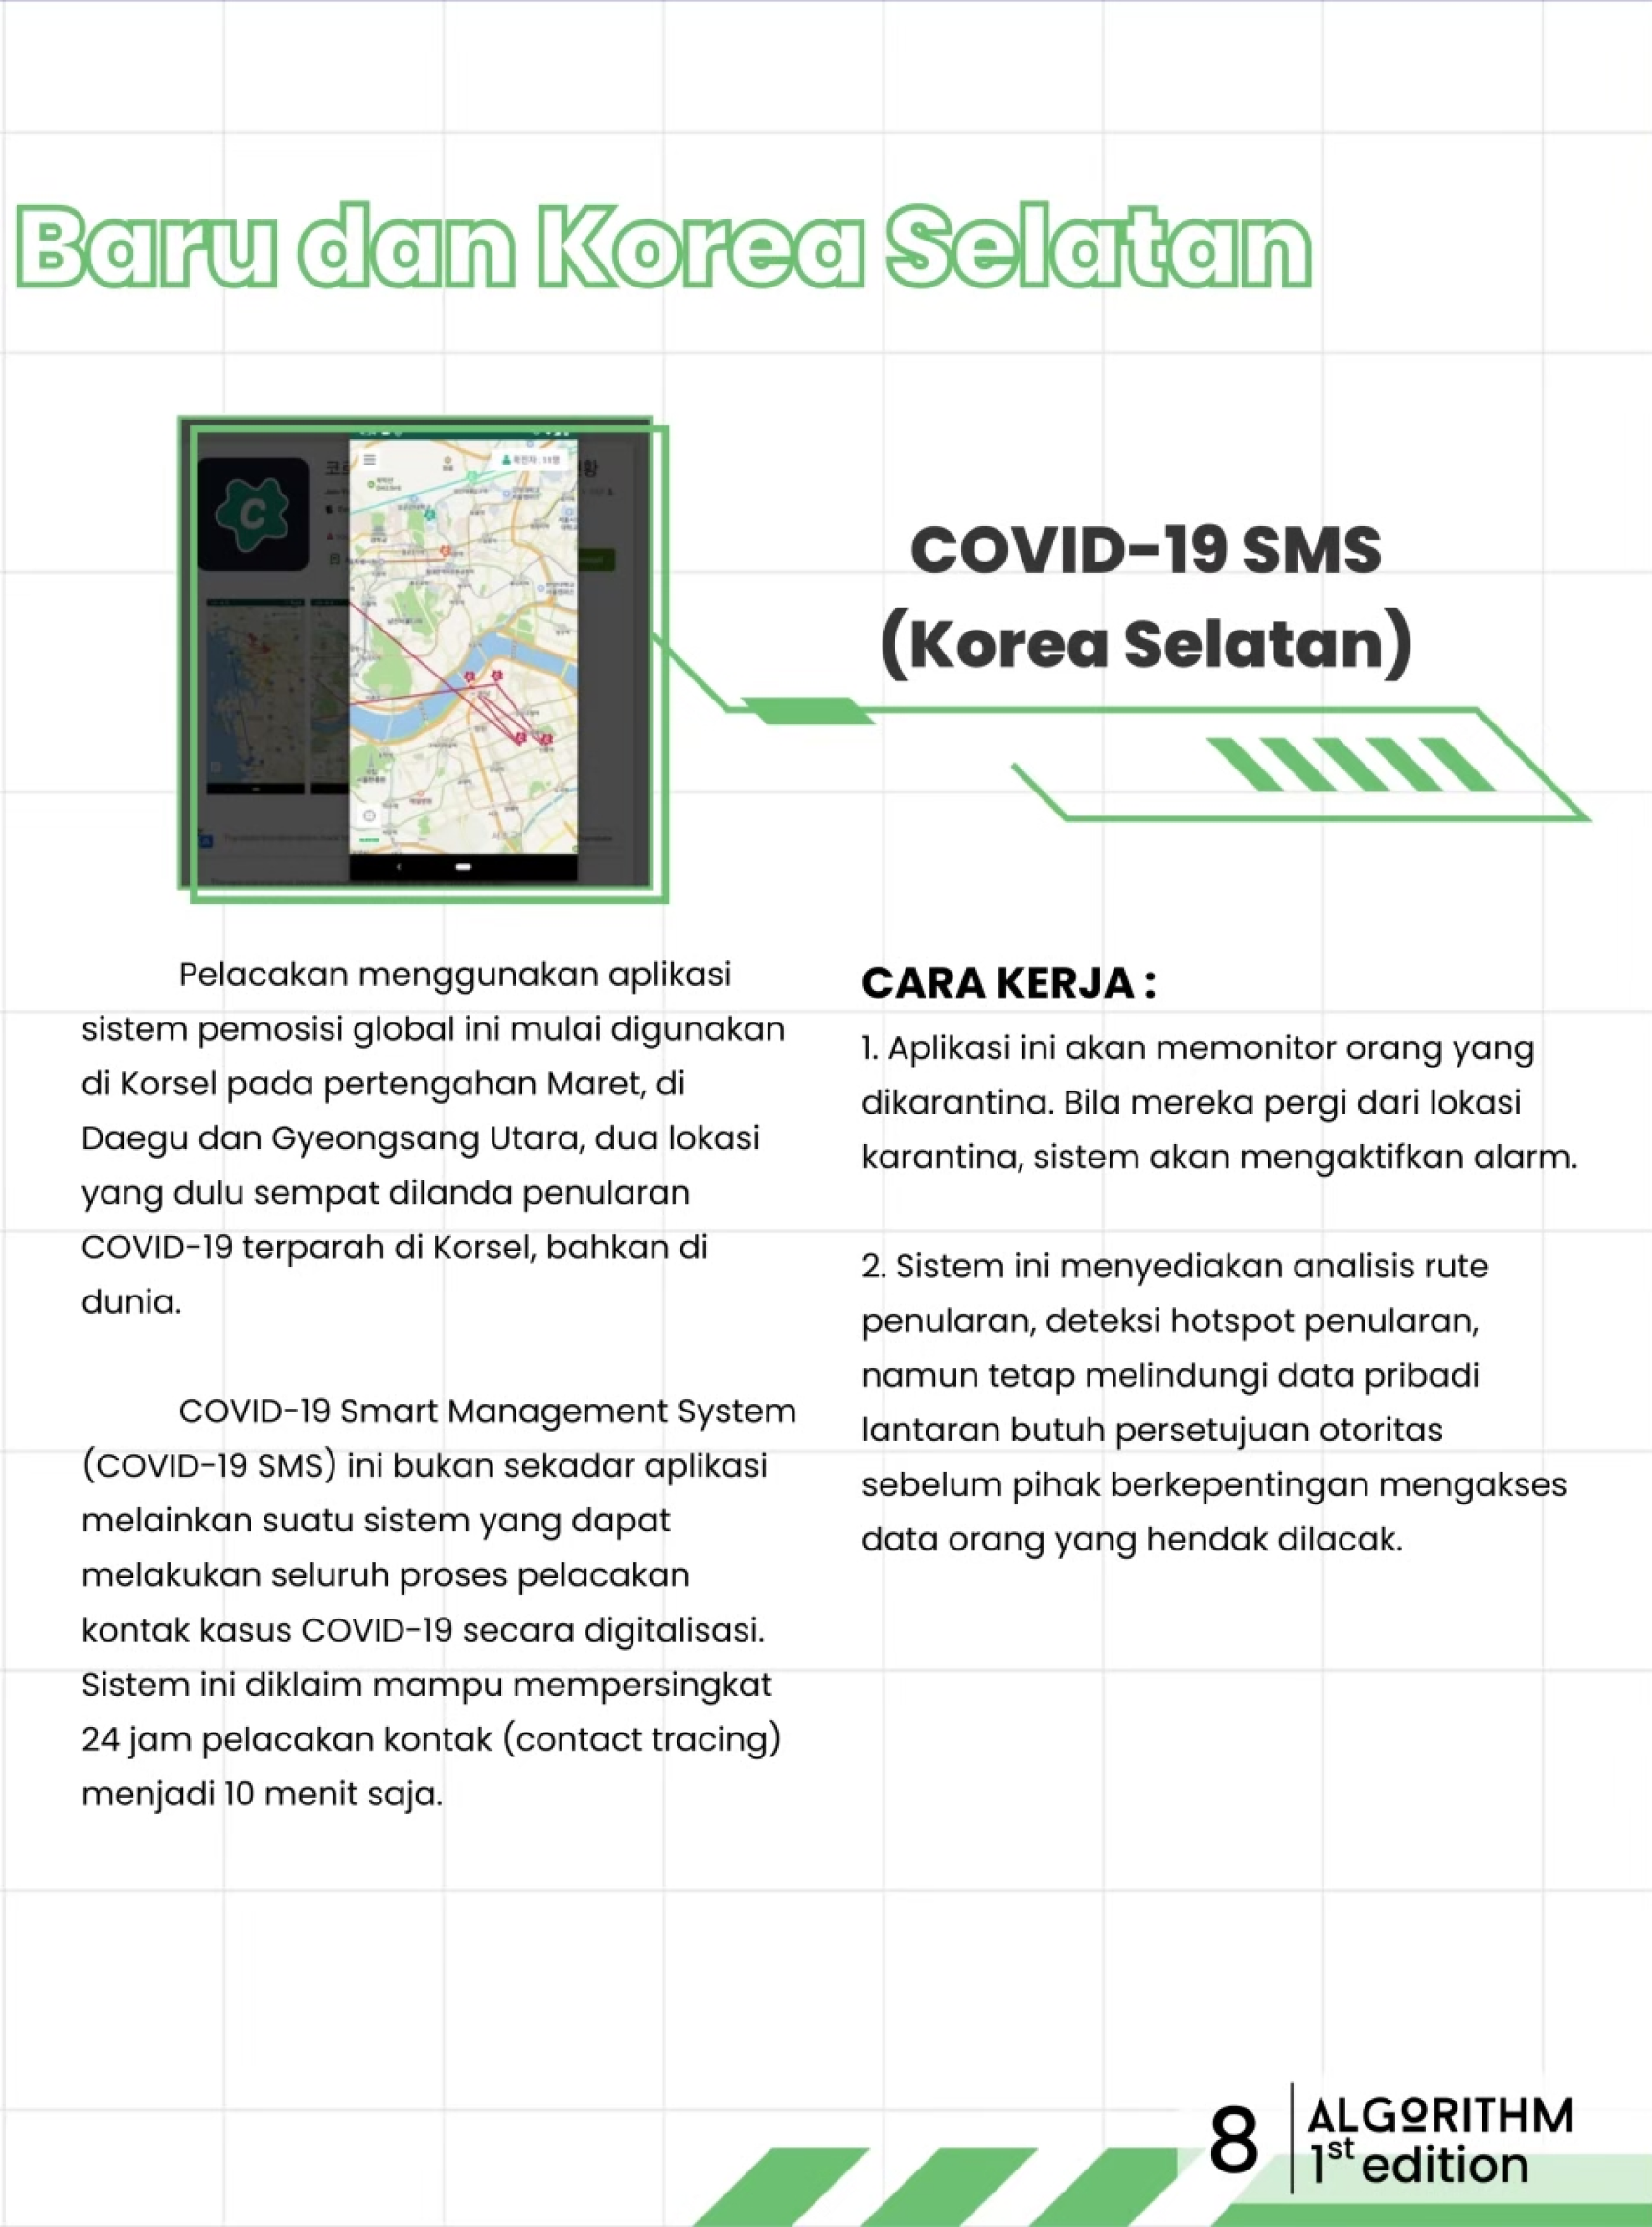 Baru dan Korea Selatan
C
확진자 : 11명
COVID-19 SMS
(Korea Selatan)
Pelacakan menggunakan aplikasi
sistem pemosisi global ini mulai digunakan
di Korsel pada pertengahan Maret, di
Daegu dan Gyeongsang Utara, dua lokasi
yang dulu sempat dilanda penularan
COVID-19 terparah di Korsel, bahkan di
dunia.
COVID-19 Smart Management System
(COVID-19 SMS) ini bukan sekadar aplikasi
melainkan suatu sistem yang dapat
melakukan seluruh proses pelacakan
kontak kasus COVID-19 secara digitalisasi.
Sistem ini diklaim mampu mempersingkat
24 jam pelacakan kontak (contact tracing)
menjadi 10 menit saja.
CARA KERJA :
1. Aplikasi ini akan memonitor orang yang
dikarantina. Bila mereka pergi dari lokasi
karantina, sistem akan mengaktifkan alarm.
2. Sistem ini menyediakan analisis rute
penularan, deteksi hotspot penularan,
namun tetap melindungi data pribadi
lantaran butuh persetujuan otoritas
sebelum pihak berkepentingan mengakses
data orang yang hendak dilacak.
8
ALGORITHM
1st edition